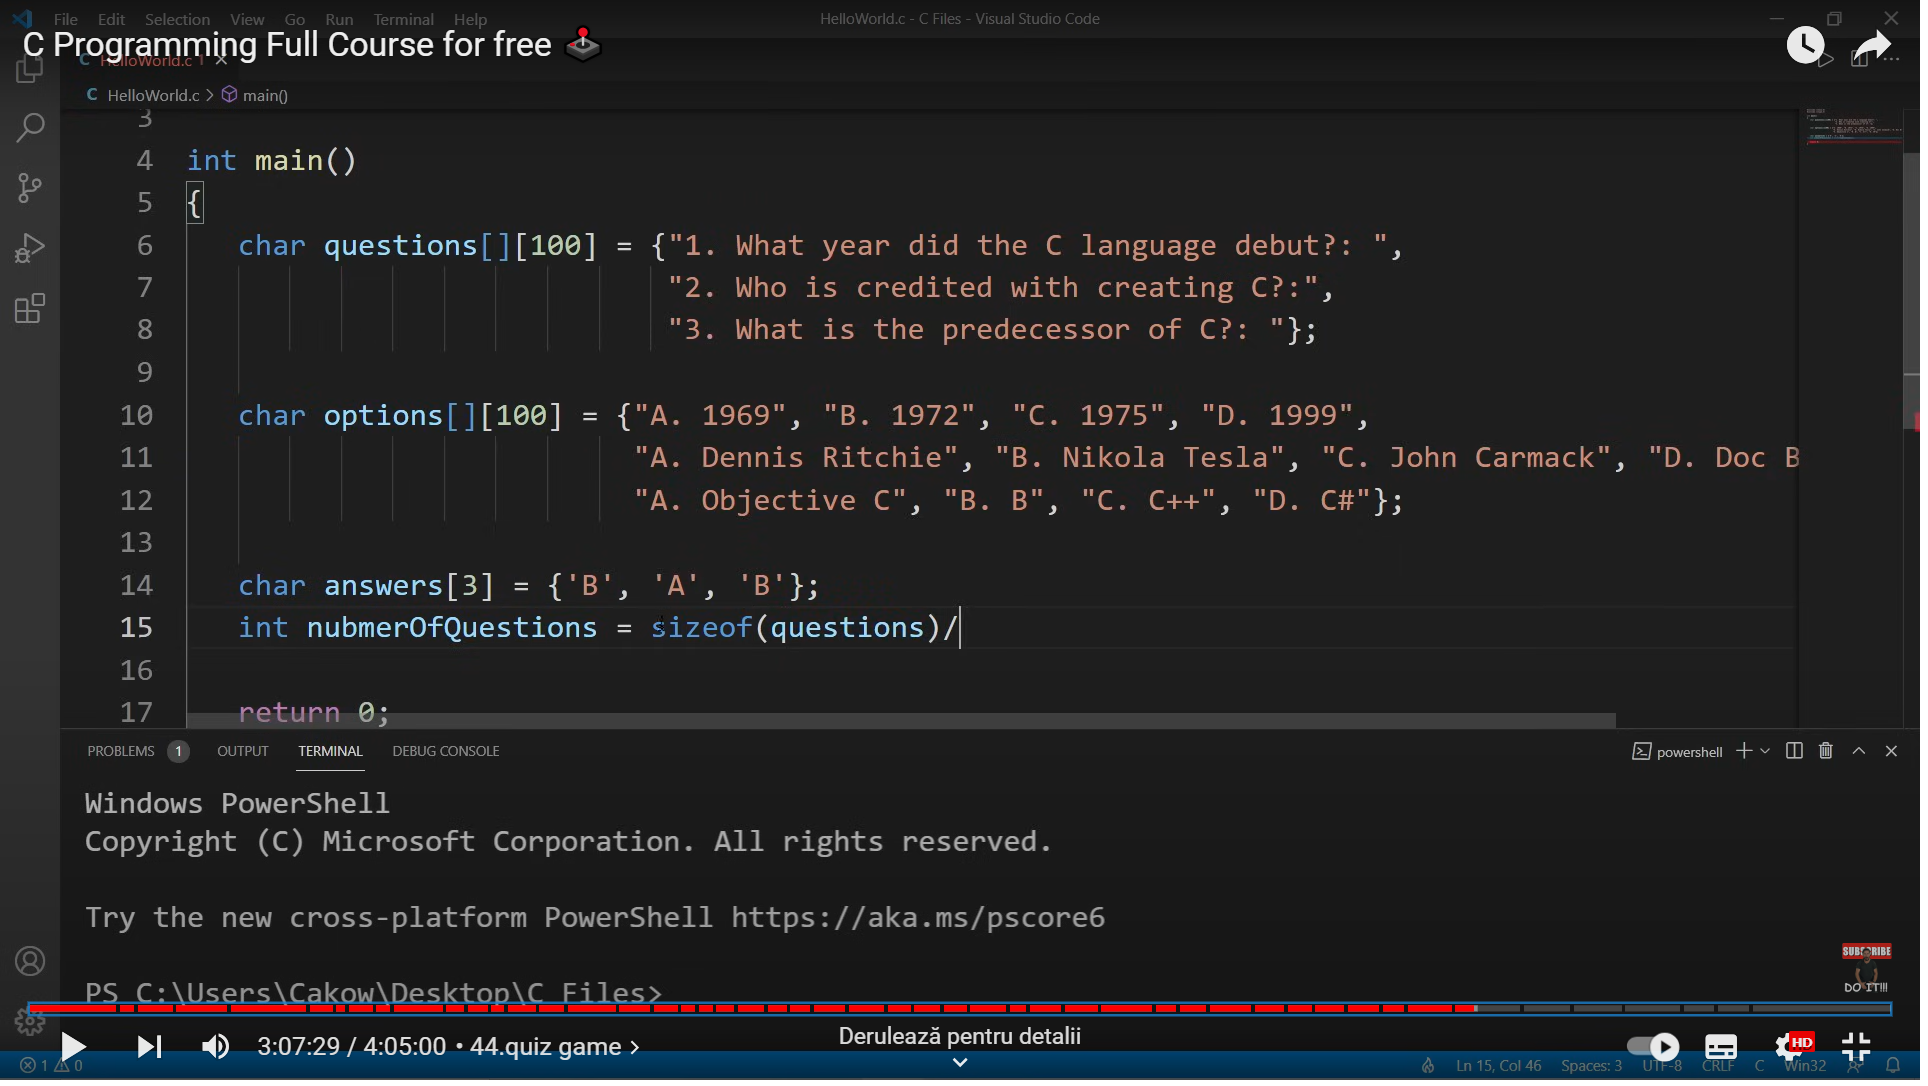 File Edit Selection View Go Run Terminal Help
HelloWorld.c - C Files - Visual Studio Code
C Programming Full Course for free
C HelloWorld.c 1
C HelloWorld.c > main()
3
4 int main()
5 {
6 char questions[][100] = {"1. What year did the C language debut?: ",
7 "2. Who is credited with creating C?:",
8 "3. What is the predecessor of C?: "};
9
10 char options[][100] = {"A. 1969", "B. 1972", "C. 1975", "D. 1999",
11 "A. Dennis Ritchie", "B. Nikola Tesla", "C. John Carmack", "D. Doc B
12 "A. Objective C", "B. B", "C. C++", "D. C#"};
13
14 char answers[3] = {'B', 'A', 'B'};
15 int nubmerOfQuestions = sizeof(questions)/
16
17 return 0;
PROBLEMS 1 OUTPUT TERMINAL DEBUG CONSOLE
powershell
Windows PowerShell
Copyright (C) Microsoft Corporation. All rights reserved.
Try the new cross-platform PowerShell https://aka.ms/pscore6
SUBSCRIBE
DO IT!!!
PS C:\Users\Cakow\Desktop\C Files>
Derulează pentru detalii
3:07:29 / 4:05:00 • 44.quiz game >
HD
1 0
Ln 15, Col 46 Spaces: 3 UTF-8 CRLF C Win32